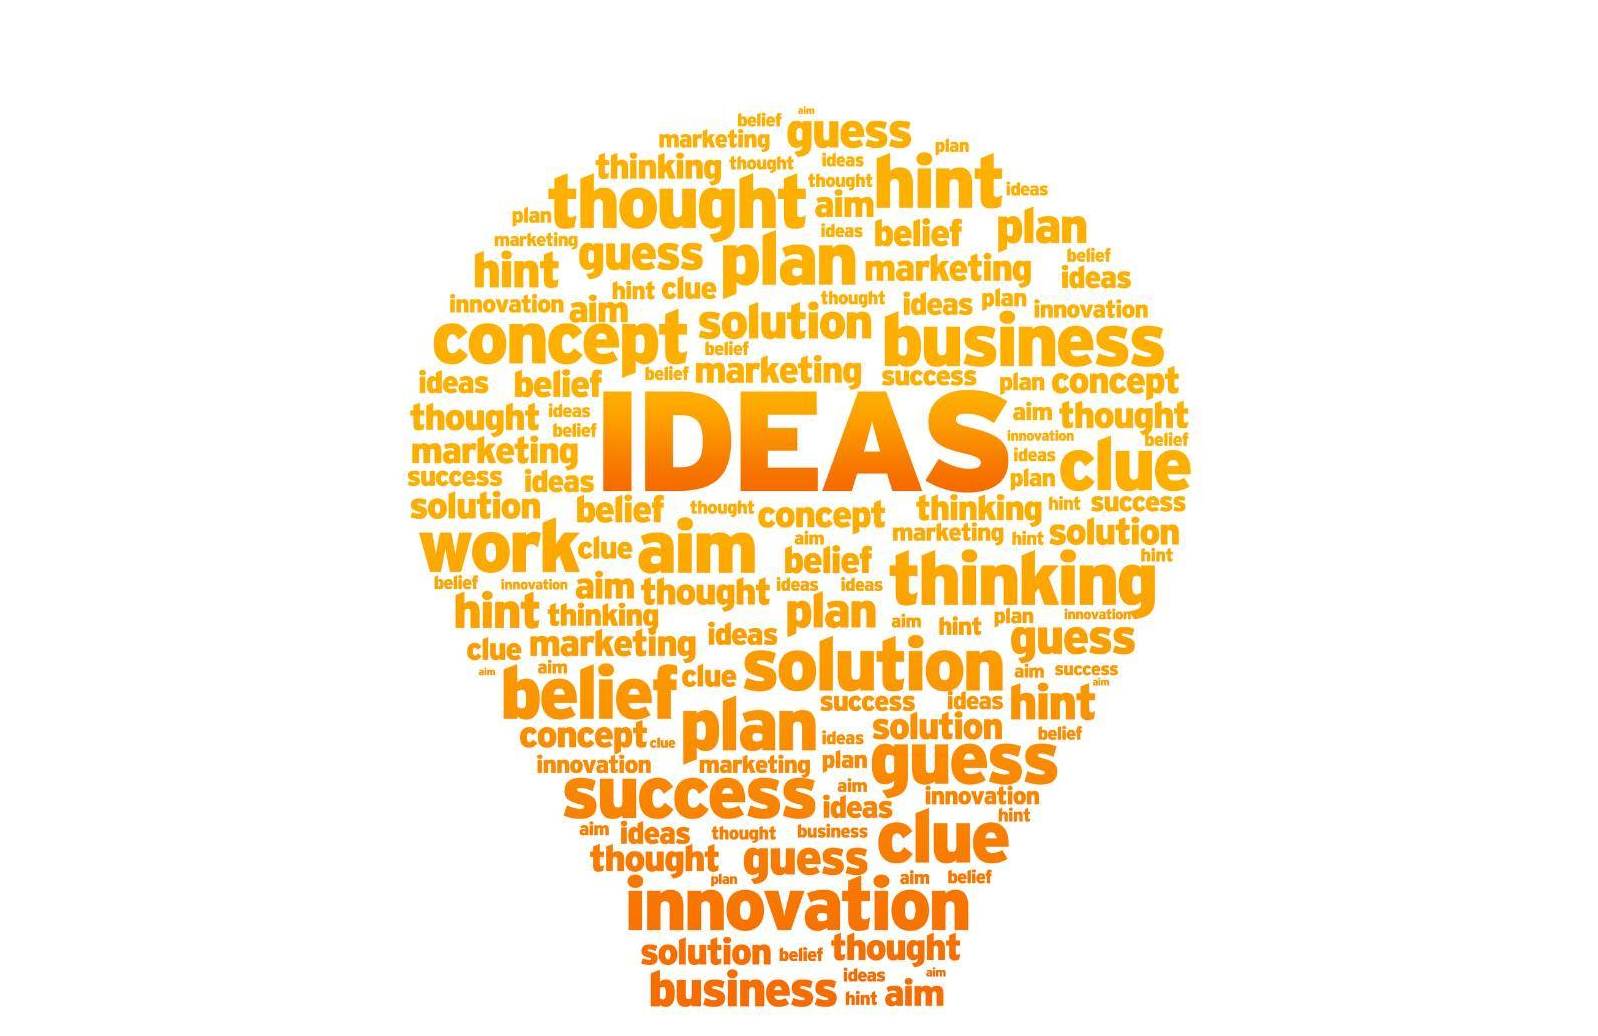 aim
belief guess
marketing plan
thinking thought ideas hint
thought thought ideas
plan aim plan
marketing guess plan ideas belief
hint marketing belief
ideas
hint clue thought ideas plan innovation
innovation aim
concept solution business
belief
ideas belief belief marketing success plan concept
thought ideas IDEAS aim thought
belief innovation belief
marketing ideas clue
success ideas plan
solution belief thought concept thinking hint success
work clue aim aim marketing hint solution
belief hint
belief innovation aim thought ideas ideas thinking
hint thinking plan aim hint plan innovation
clue marketing ideas guess
aim aim belief clue solution aim success
aim
success ideas hint
concept clue plan ideas solution belief
innovation marketing plan guess
success aim ideas innovation
hint
aim ideas thought business clue
thought guess
plan aim belief
innovation
solution belief thought
business ideas aim
hint aim